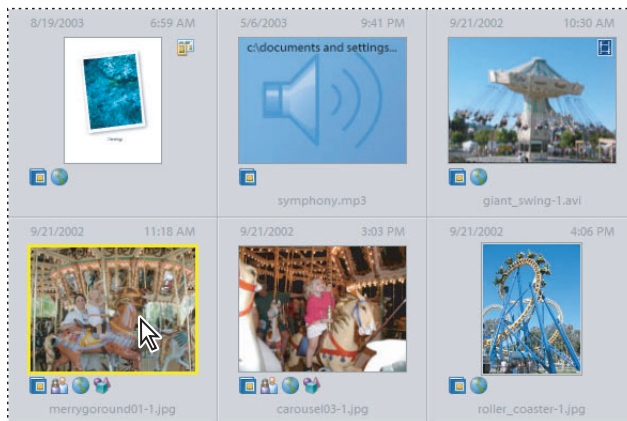 8/19/2003 6:59 AM
5/6/2003 9:41 PM
9/21/2002 10:30 AM
c:\documents and settings...
symphony.mp3
giant_swing-1.avi
9/21/2002 11:18 AM
9/21/2002 3:03 PM
9/21/2002 4:06 PM
merrygoround01-1.jpg
carousel03-1.jpg
roller_coaster-1.jpg